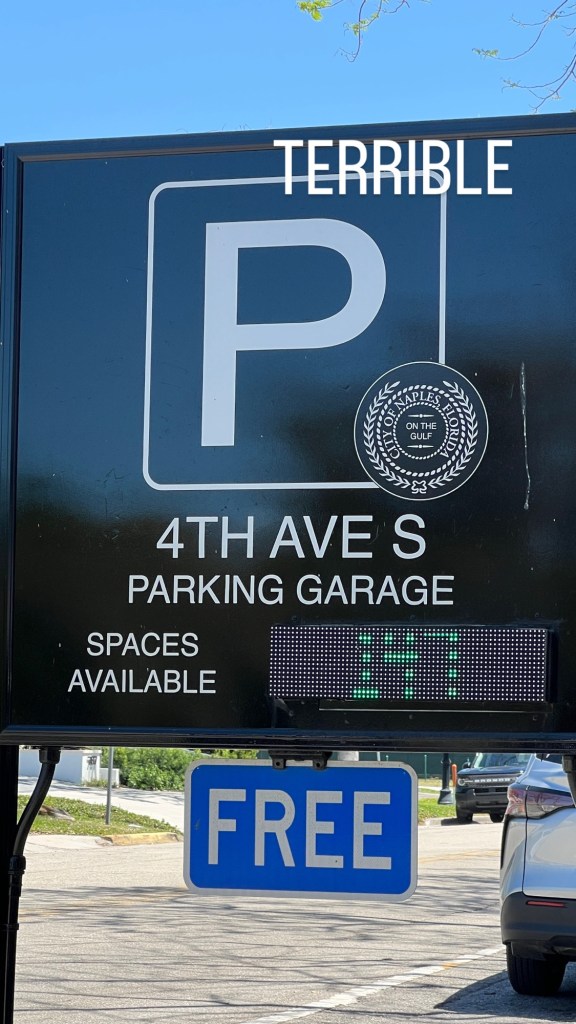 TERRIBLE
P
CITY OF NAPLES, FLORIDA
ON THE
GULF
4TH AVE S
PARKING GARAGE
SPACES
AVAILABLE
147
FREE